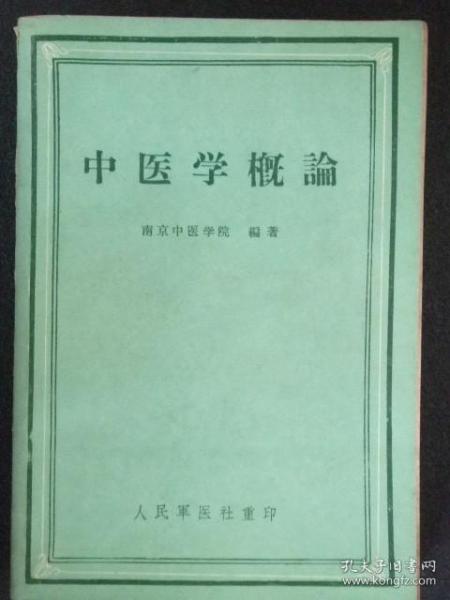 中医学概論
南京中医学院 編著
人民軍医社重印
孔夫子旧书网
www.kongfz.com